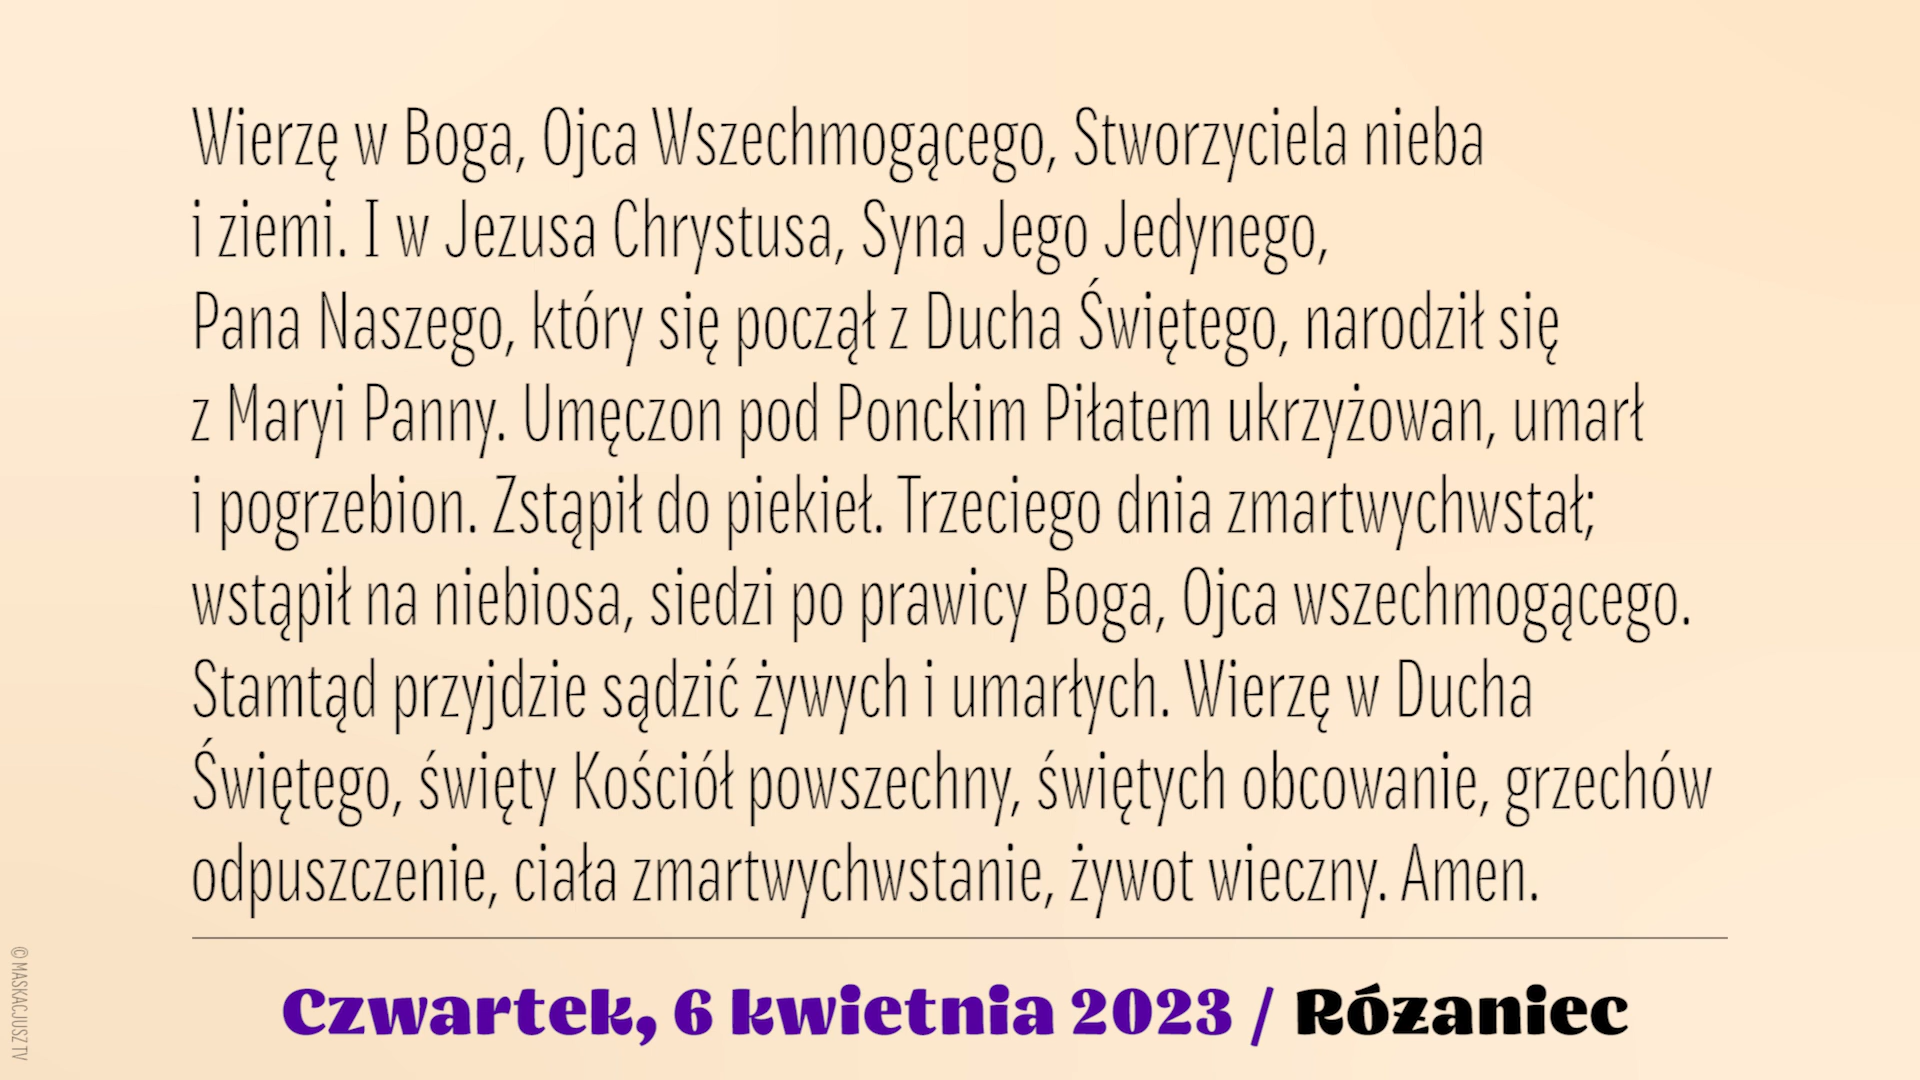 Wierzę w Boga, Ojca Wszechmogącego, Stworzyciela nieba
i ziemi. I w Jezusa Chrystusa, Syna Jego Jedynego,
Pana Naszego, który się począł z Ducha Świętego, narodził się
z Maryi Panny. Umęczon pod Ponckim Piłatem ukrzyżowan, umarł
i pogrzebion. Zstąpił do piekieł. Trzeciego dnia zmartwychwstał;
wstąpił na niebiosa, siedzi po prawicy Boga, Ojca wszechmogącego.
Stamtąd przyjdzie sądzić żywych i umarłych. Wierzę w Ducha
Świętego, święty Kościół powszechny, świętych obcowanie, grzechów
odpuszczenie, ciała zmartwychwstanie, żywot wieczny. Amen.
Czwartek, 6 kwietnia 2023 / Różaniec
© MASKACJUSZ TV